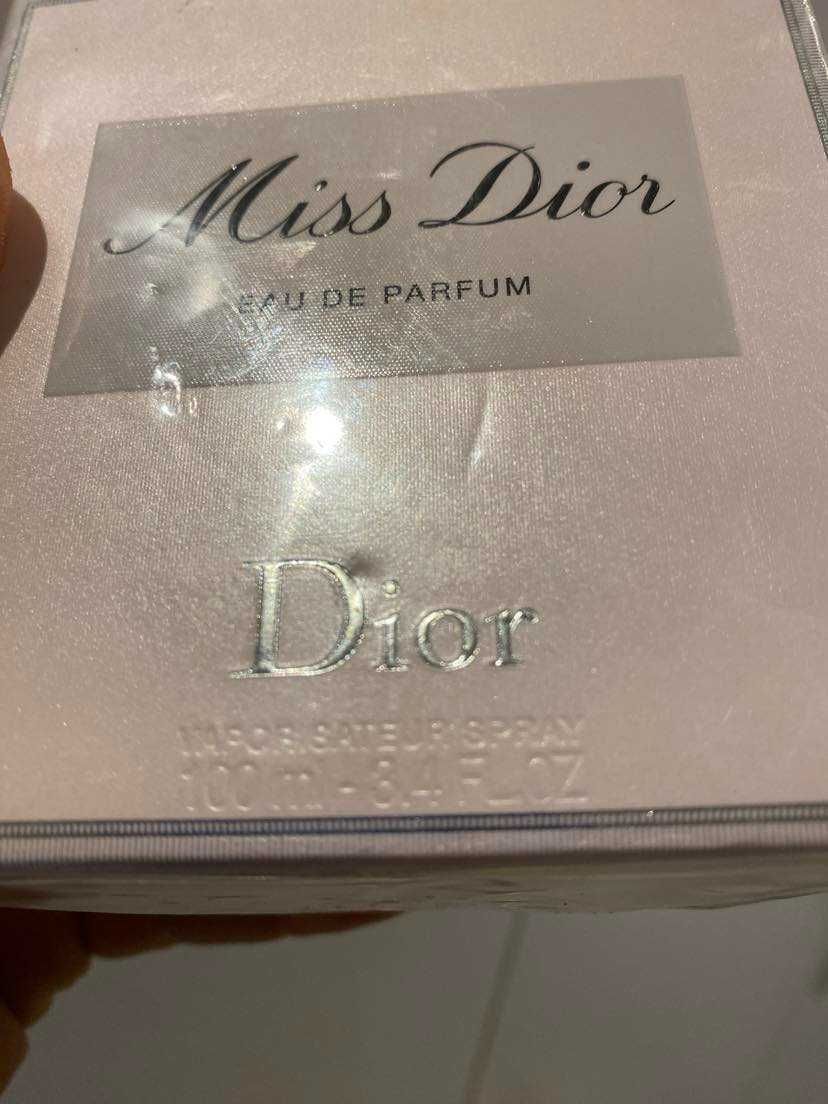 Miss Dior
EAU DE PARFUM
Dior
VAPORISATEUR SPRAY
100 ml - 3.4 FL.OZ